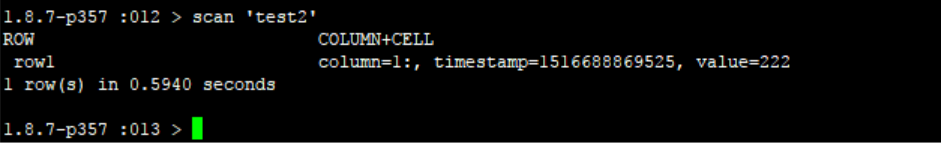 1.8.7-p357 :012 > scan 'test2'
ROW                                   COLUMN+CELL
 row1                                 column=1:, timestamp=1516688869525, value=222
1 row(s) in 0.5940 seconds

1.8.7-p357 :013 >